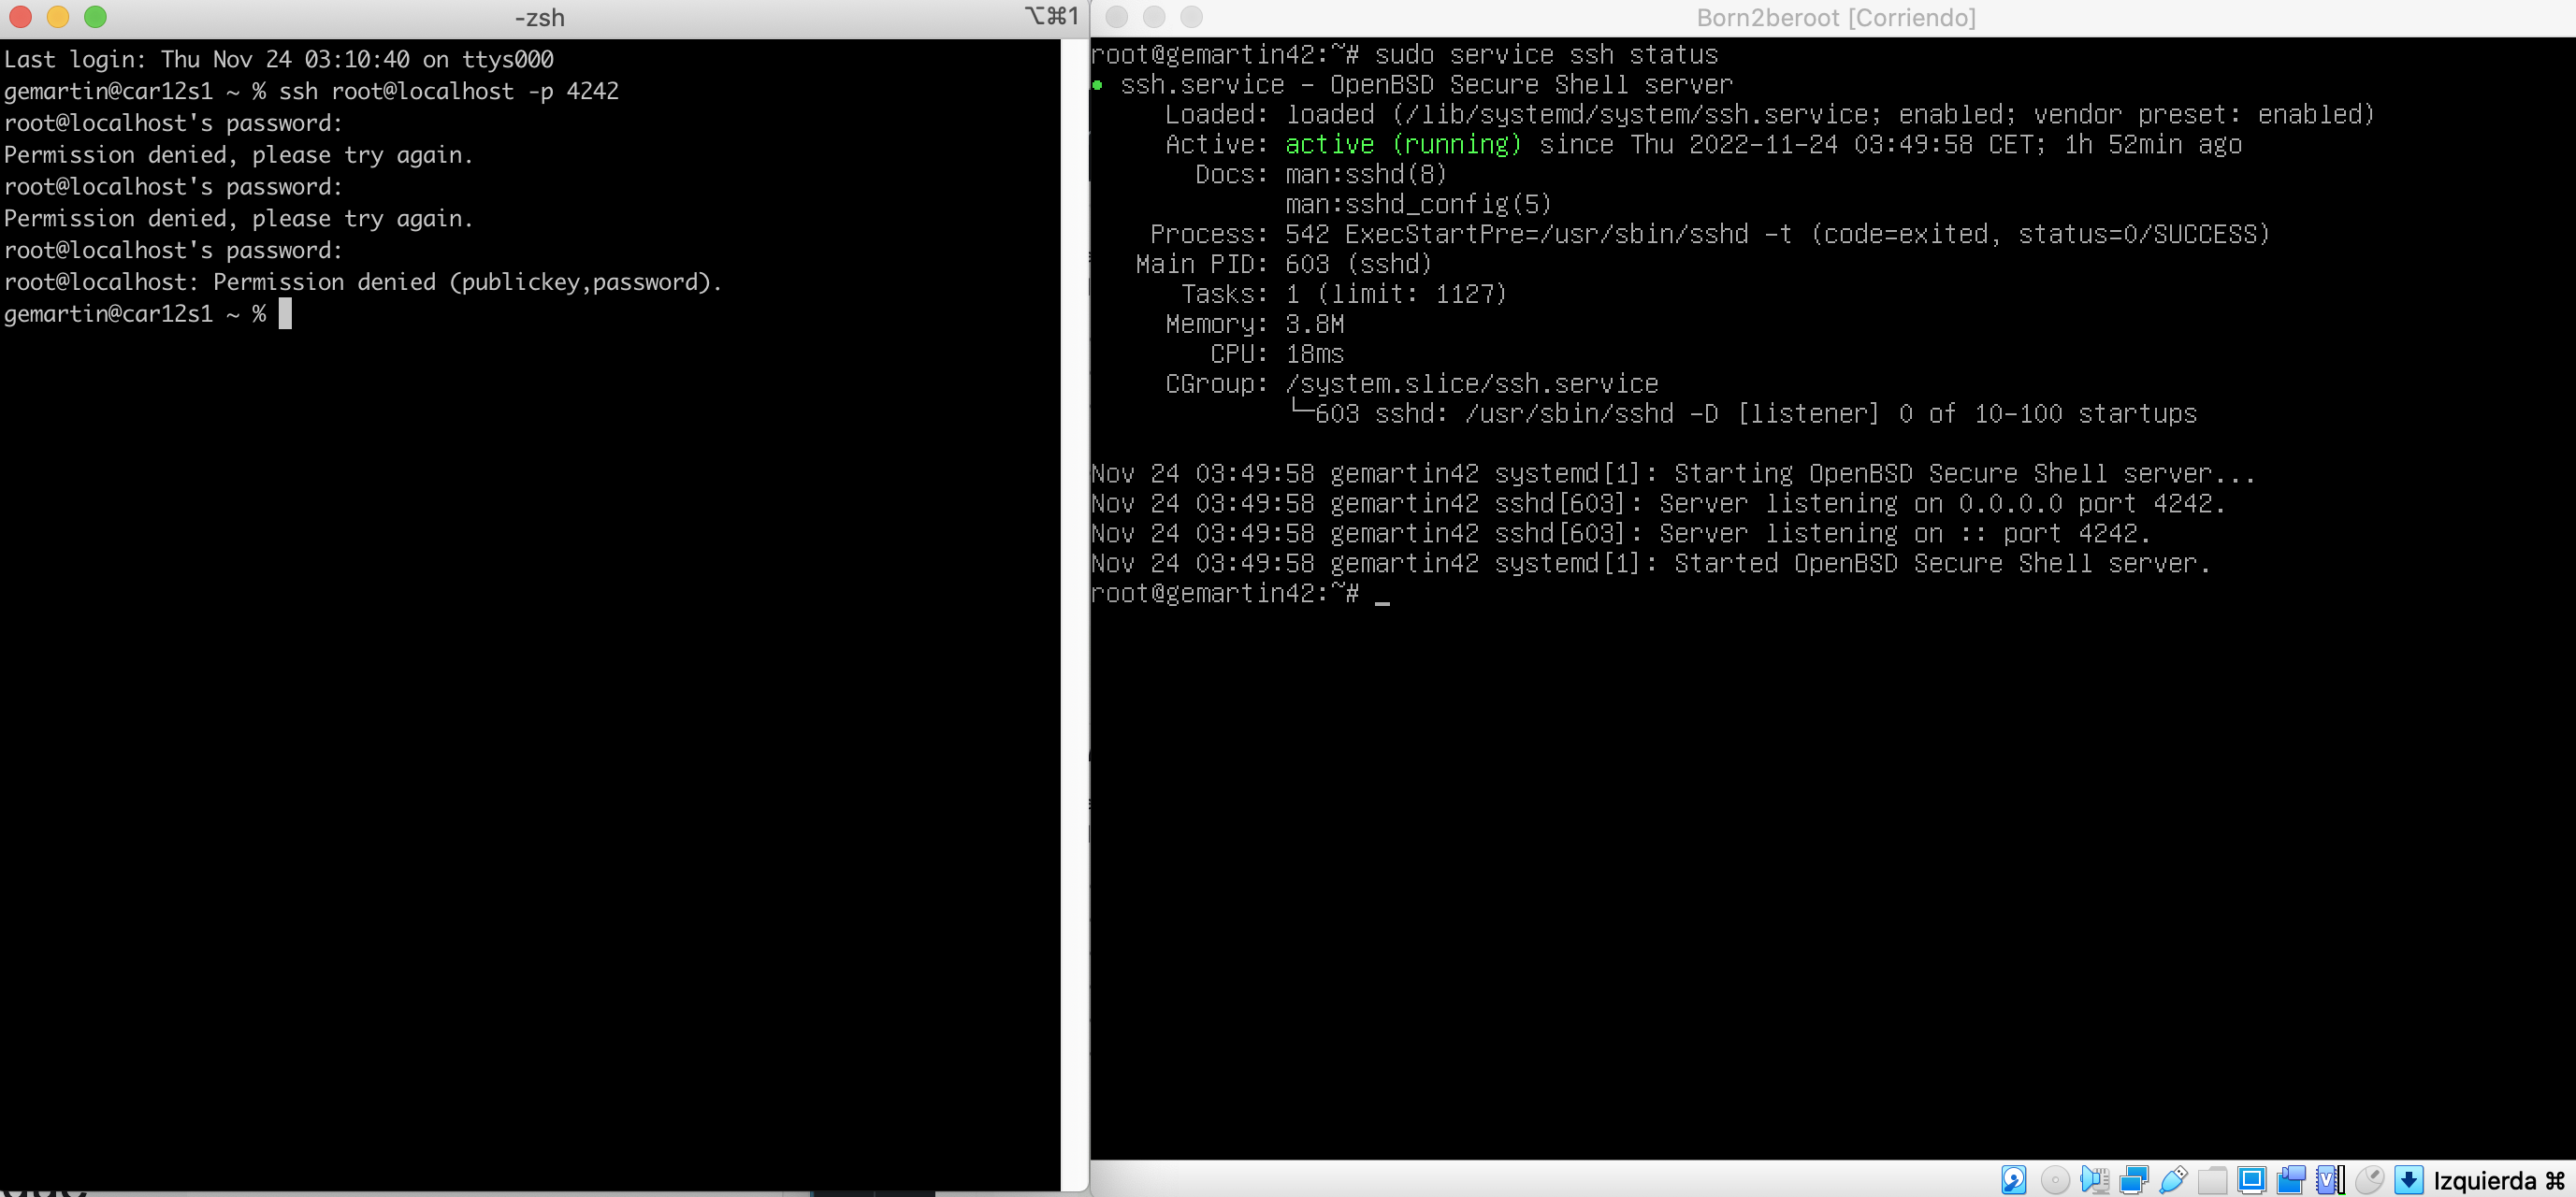 -zsh
⌥⌘1
Last login: Thu Nov 24 03:10:40 on ttys000
gemartin@car12s1 ~ % ssh root@localhost -p 4242
root@localhost's password:
Permission denied, please try again.
root@localhost's password:
Permission denied, please try again.
root@localhost's password:
root@localhost: Permission denied (publickey,password).
gemartin@car12s1 ~ %
Born2beroot [Corriendo]
root@gemartin42:~# sudo service ssh status
● ssh.service - OpenBSD Secure Shell server
Loaded: loaded (/lib/systemd/system/ssh.service; enabled; vendor preset: enabled)
Active: active (running) since Thu 2022-11-24 03:49:58 CET; 1h 52min ago
Docs: man:sshd(8)
man:sshd_config(5)
Process: 542 ExecStartPre=/usr/sbin/sshd -t (code=exited, status=0/SUCCESS)
Main PID: 603 (sshd)
Tasks: 1 (limit: 1127)
Memory: 3.8M
CPU: 18ms
CGroup: /system.slice/ssh.service
└─603 sshd: /usr/sbin/sshd -D [listener] 0 of 10-100 startups
Nov 24 03:49:58 gemartin42 systemd[1]: Starting OpenBSD Secure Shell server...
Nov 24 03:49:58 gemartin42 sshd[603]: Server listening on 0.0.0.0 port 4242.
Nov 24 03:49:58 gemartin42 sshd[603]: Server listening on :: port 4242.
Nov 24 03:49:58 gemartin42 systemd[1]: Started OpenBSD Secure Shell server.
root@gemartin42:~# _
Izquierda ⌘